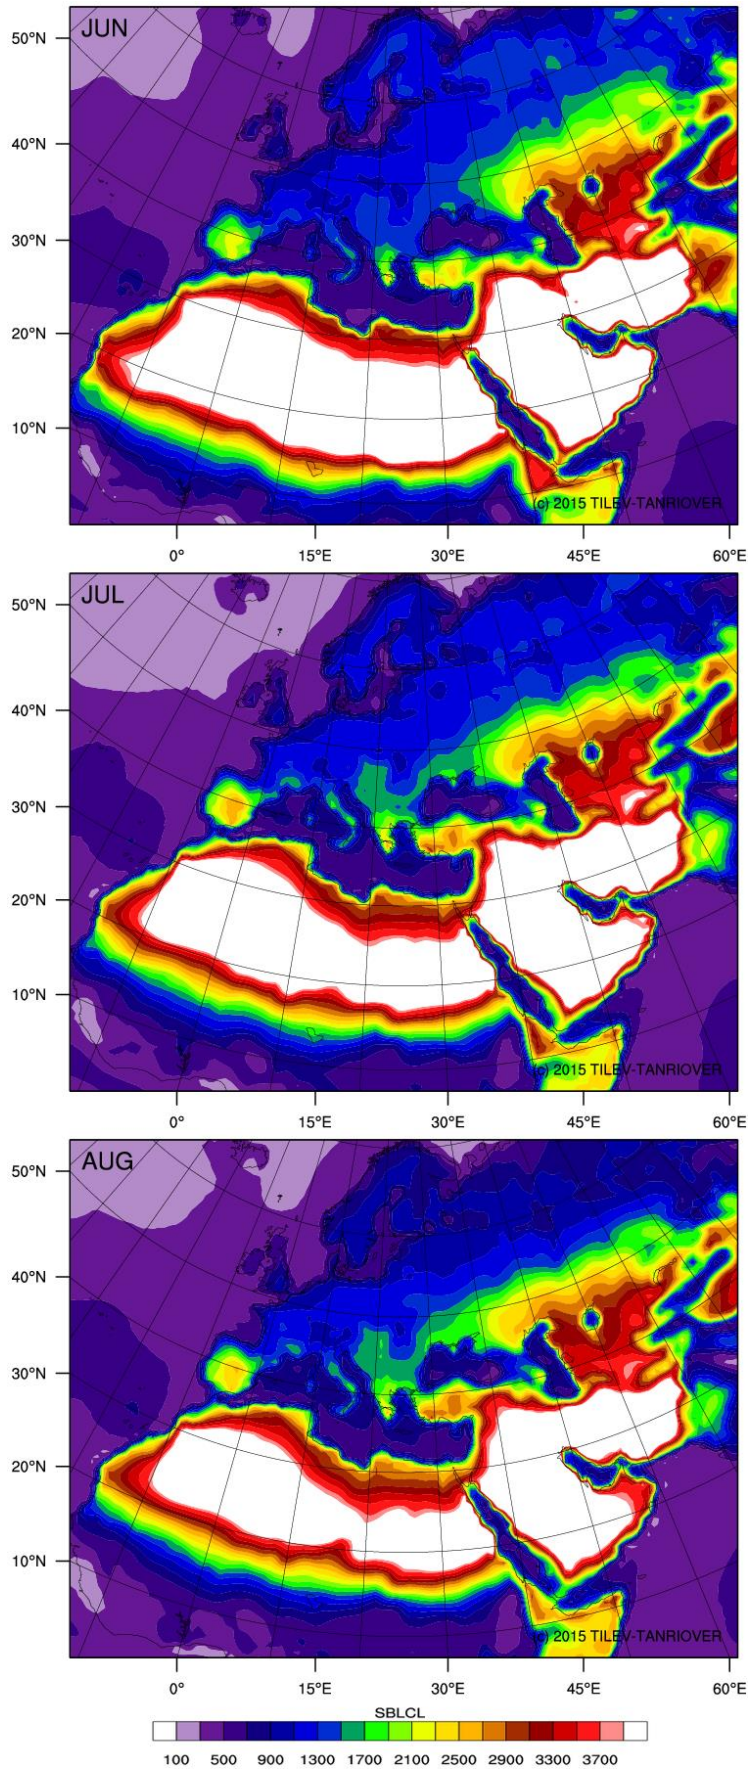 JUN
50°N
40°N
30°N
20°N
10°N
(c) 2015 TILEV-TANRIOVER
0° 15°E 30°E 45°E 60°E
JUL
50°N
40°N
30°N
20°N
10°N
(c) 2015 TILEV-TANRIOVER
0° 15°E 30°E 45°E 60°E
AUG
50°N
40°N
30°N
20°N
10°N
(c) 2015 TILEV-TANRIOVER
0° 15°E 30°E 45°E 60°E
SBLCL
100 500 900 1300 1700 2100 2500 2900 3300 3700